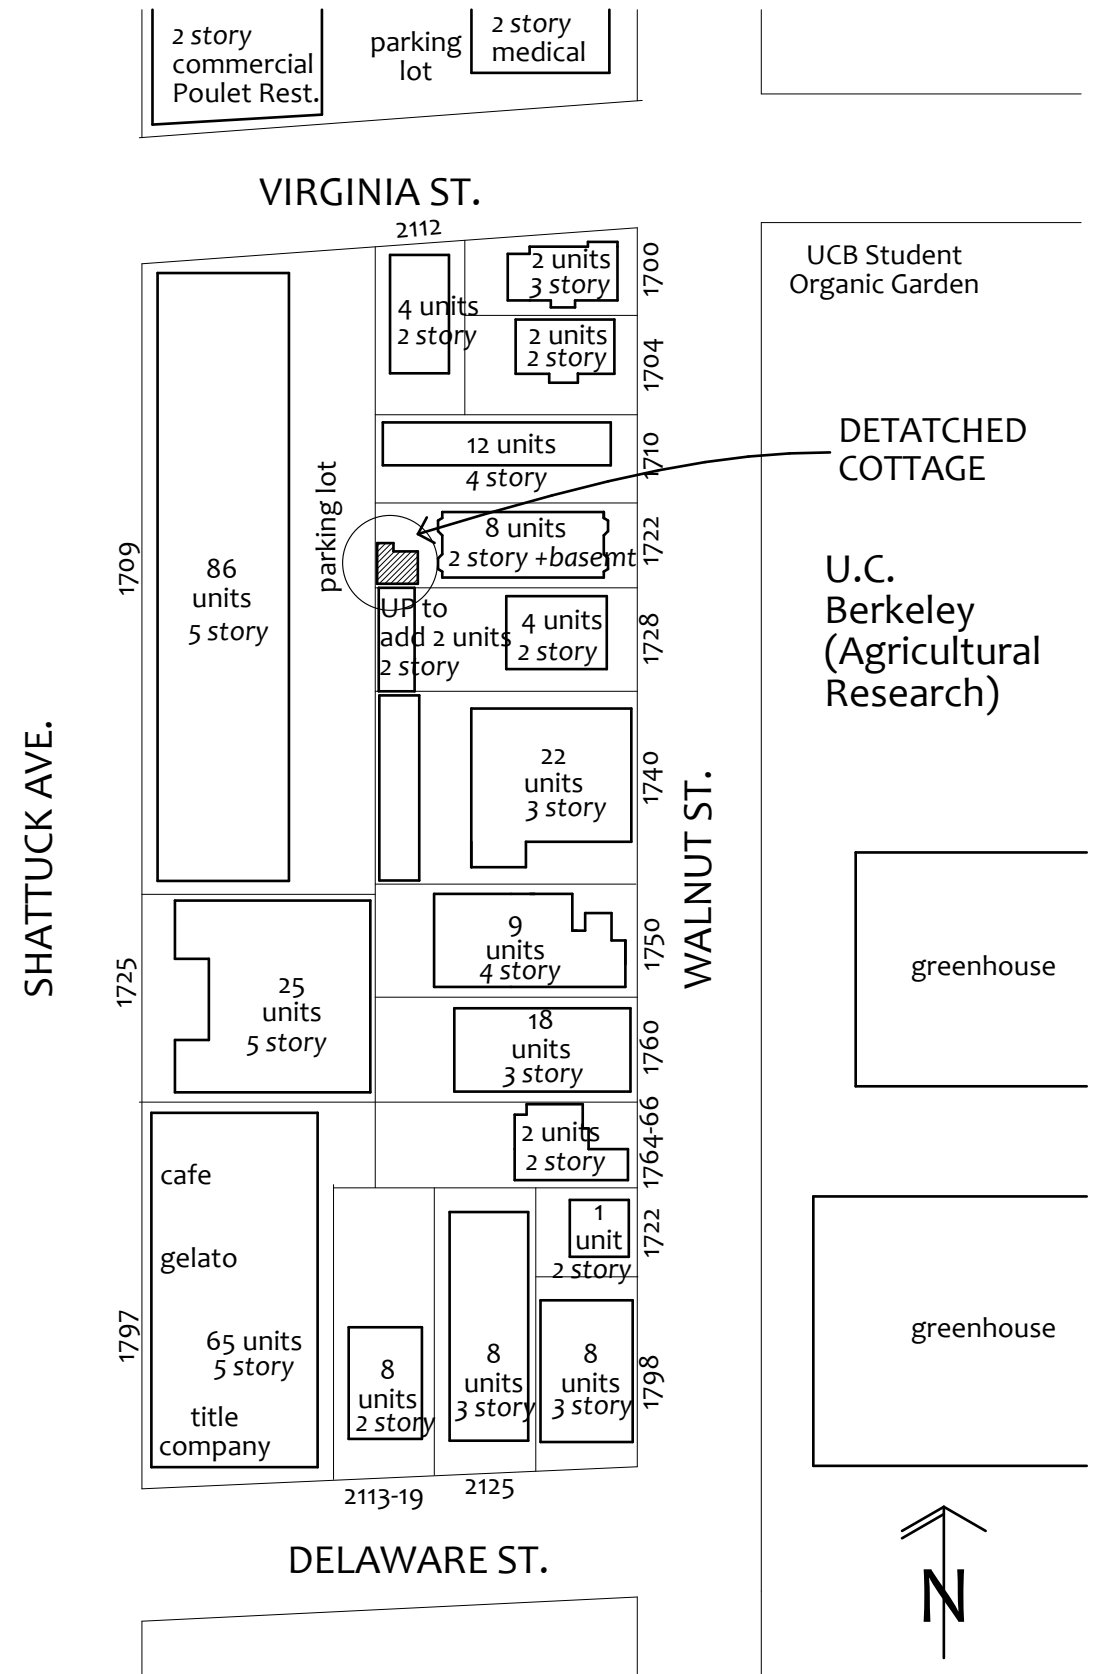 2 story
commercial
Poulet Rest.
parking
lot
2 story
medical
VIRGINIA ST.
2112
2 units
3 story
1700
UCB Student
Organic Garden
4 units
2 story
2 units
2 story
1704
12 units
4 story
1710
DETATCHED
COTTAGE
parking lot
8 units
2 story +basemt
1722
1709
86
units
5 story
U.C.
Berkeley
(Agricultural
Research)
UP to
add 2 units
2 story
4 units
2 story
1728
SHATTUCK AVE.
22
units
3 story
1740
WALNUT ST.
1725
25
units
5 story
9
units
4 story
1750
greenhouse
18
units
3 story
1760
2 units
2 story
1764-66
cafe
gelato
65 units
5 story
title
company
1797
1
unit
2 story
1722
8
units
2 story
8
units
3 story
8
units
3 story
1798
greenhouse
2113-19
2125
DELAWARE ST.
N